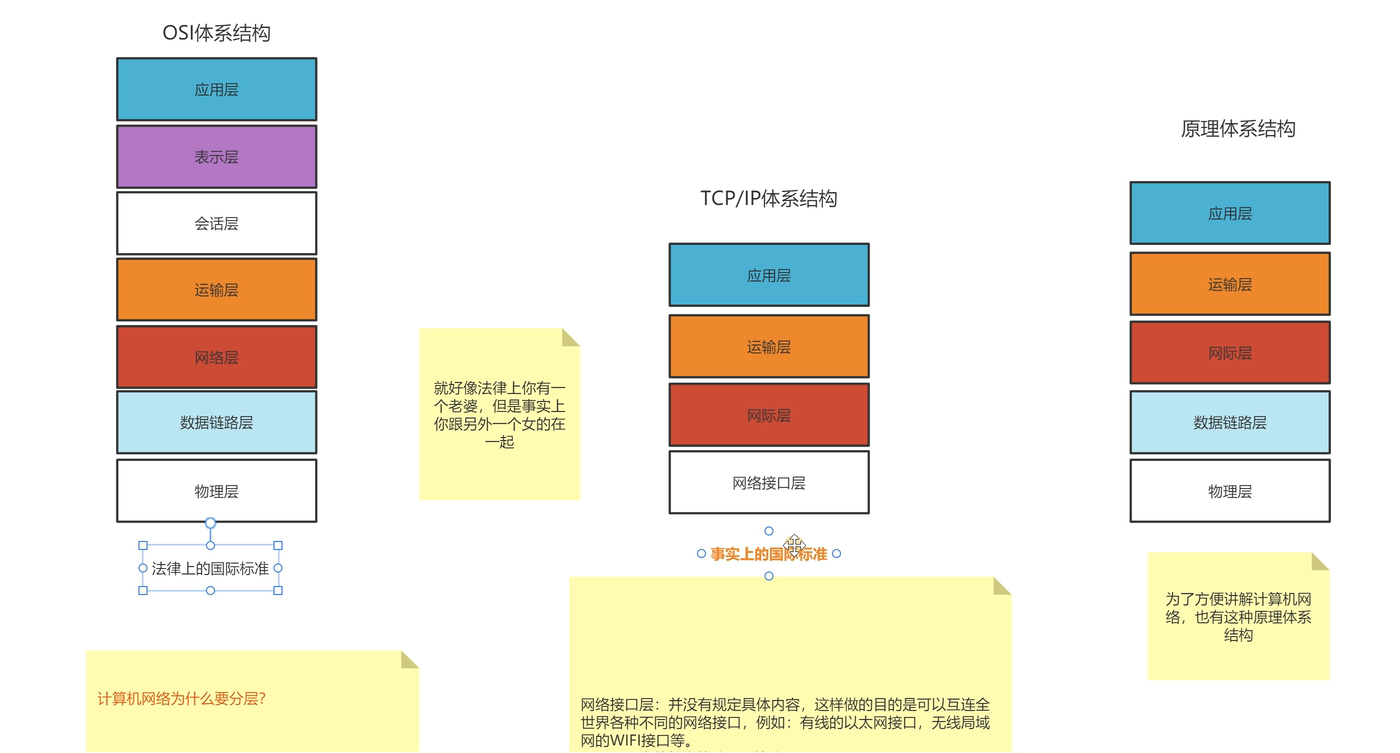 OSI体系结构
应用层
表示层
会话层
运输层
网络层
数据链路层
物理层
法律上的国际标准
计算机网络为什么要分层？
就好像法律上你有一
个老婆，但是事实上
你跟另外一个女的在
一起
TCP/IP体系结构
应用层
运输层
网际层
网络接口层
事实上的国际标准
网络接口层：并没有规定具体内容，这样做的目的是可以互连全
世界各种不同的网络接口，例如：有线的以太网接口，无线局域
网的WIFI接口等。
原理体系结构
应用层
运输层
网际层
数据链路层
物理层
为了方便讲解计算机网
络，也有这种原理体系
结构